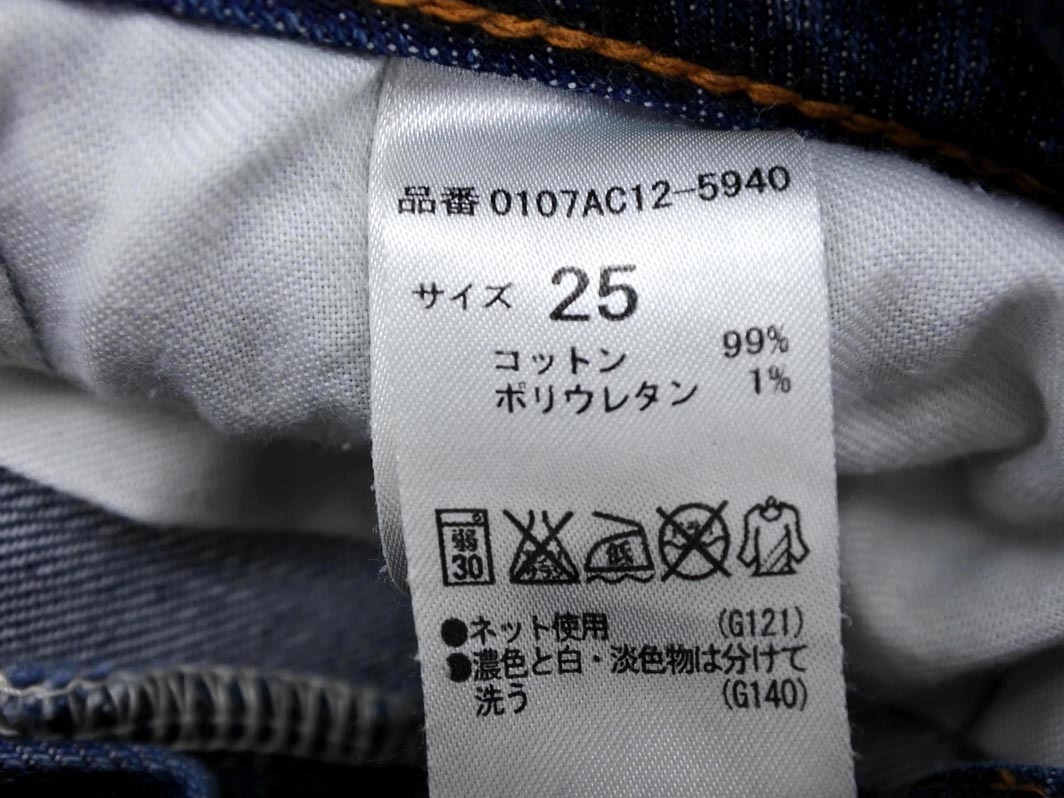 品番 0107AC12-5940
サイズ 25
コットン 99%
ポリウレタン 1%
弱 30 低
●ネット使用 (G121)
●濃色と白・淡色物は分けて
洗う (G140)